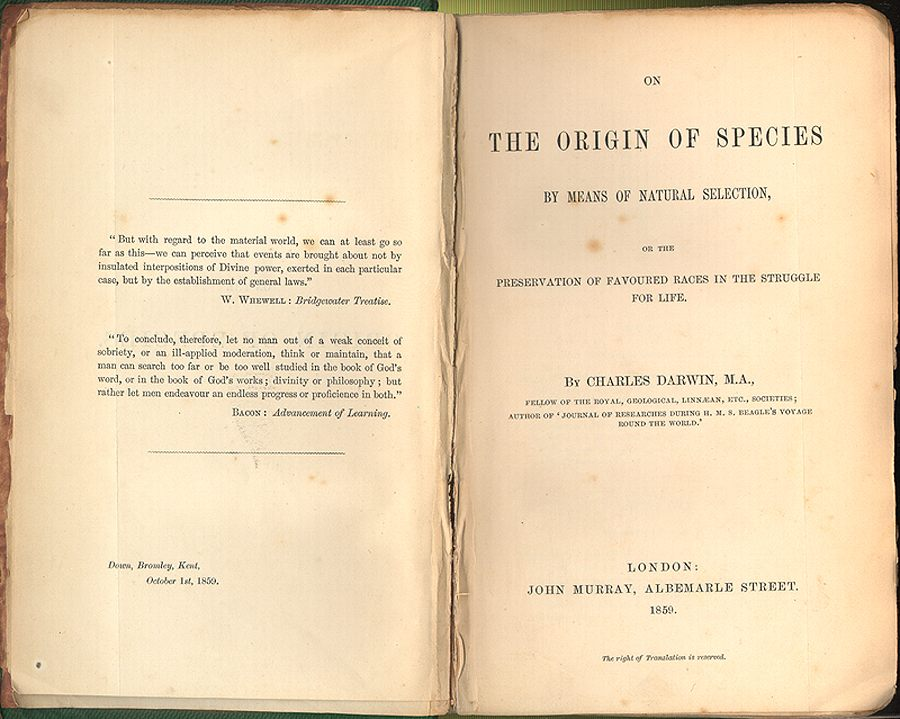 “But with regard to the material world, we can at least go so
far as this—we can perceive that events are brought about not by
insulated interpositions of Divine power, exerted in each particular
case, but by the establishment of general laws.”
W. WHEWELL: Bridgewater Treatise.
“To conclude, therefore, let no man out of a weak conceit of
sobriety, or an ill-applied moderation, think or maintain, that a
man can search too far or be too well studied in the book of God’s
word, or in the book of God’s works; divinity or philosophy; but
rather let men endeavour an endless progress or proficience in both.”
BACON: Advancement of Learning.
Down, Bromley, Kent,
October 1st, 1859.
ON
THE ORIGIN OF SPECIES
BY MEANS OF NATURAL SELECTION,
OR THE
PRESERVATION OF FAVOURED RACES IN THE STRUGGLE
FOR LIFE.
BY CHARLES DARWIN, M.A.,
FELLOW OF THE ROYAL, GEOLOGICAL, LINNÆAN, ETC., SOCIETIES;
AUTHOR OF ‘JOURNAL OF RESEARCHES DURING H. M. S. BEAGLE’S VOYAGE
ROUND THE WORLD.’
LONDON:
JOHN MURRAY, ALBEMARLE STREET.
1859.
The right of Translation is reserved.